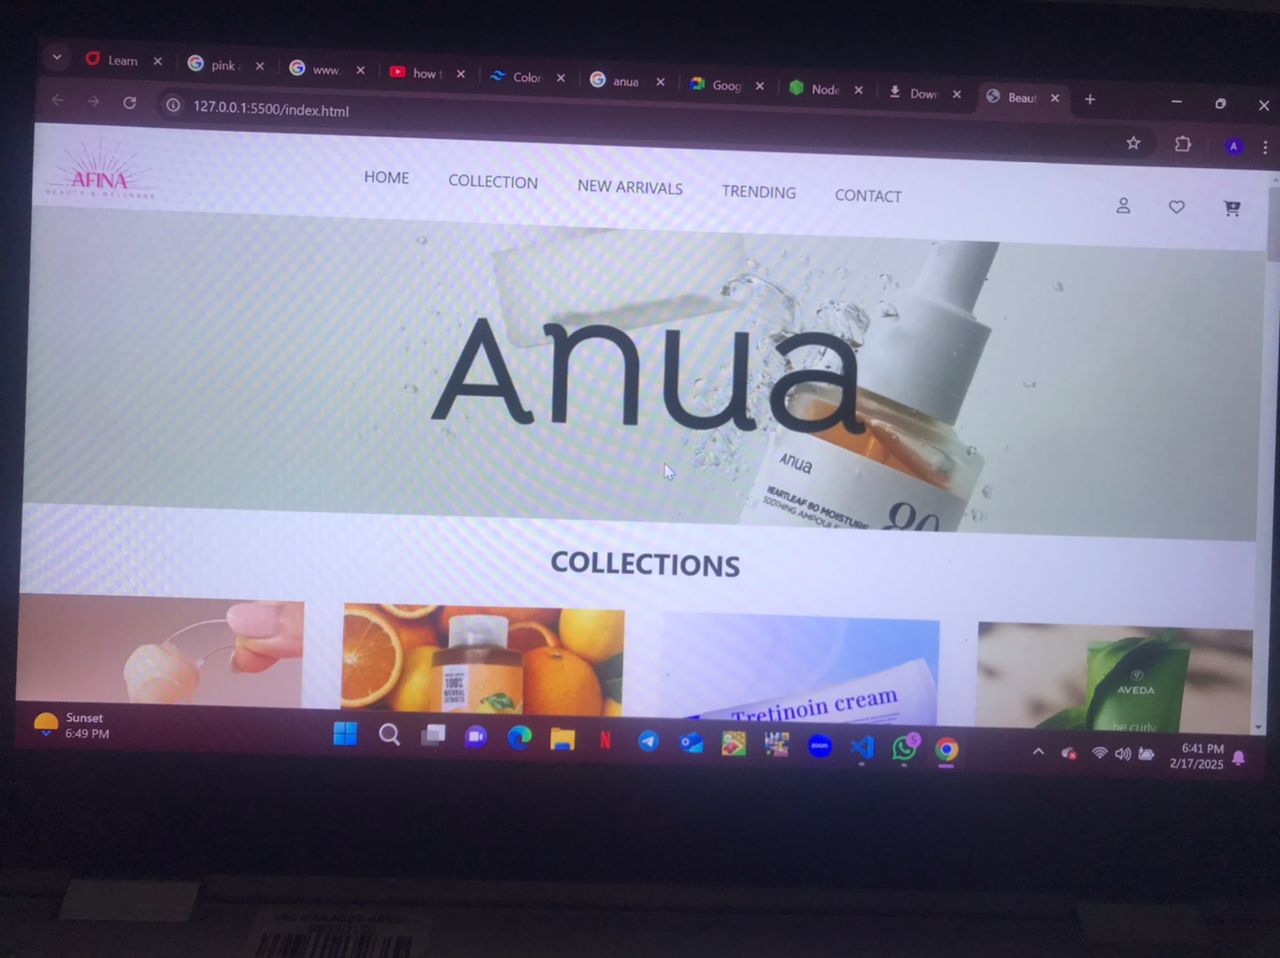 Learn
pink
www.
how t
Color
anua
Goog
Node
Down
Beaut
127.0.0.1:5500/index.html
A
AFINA
BEAUTY & WELLNESS
HOME
COLLECTION
NEW ARRIVALS
TRENDING
CONTACT
Anua
Anua
HEARTLEAF 80 MOISTURE
SOOTHING AMPOULE
80
COLLECTIONS
100%
NATURAL
Tretinoin cream
AVEDA
be curly
Sunset
6:49 PM
N
zoom
5
6:41 PM
2/17/2025